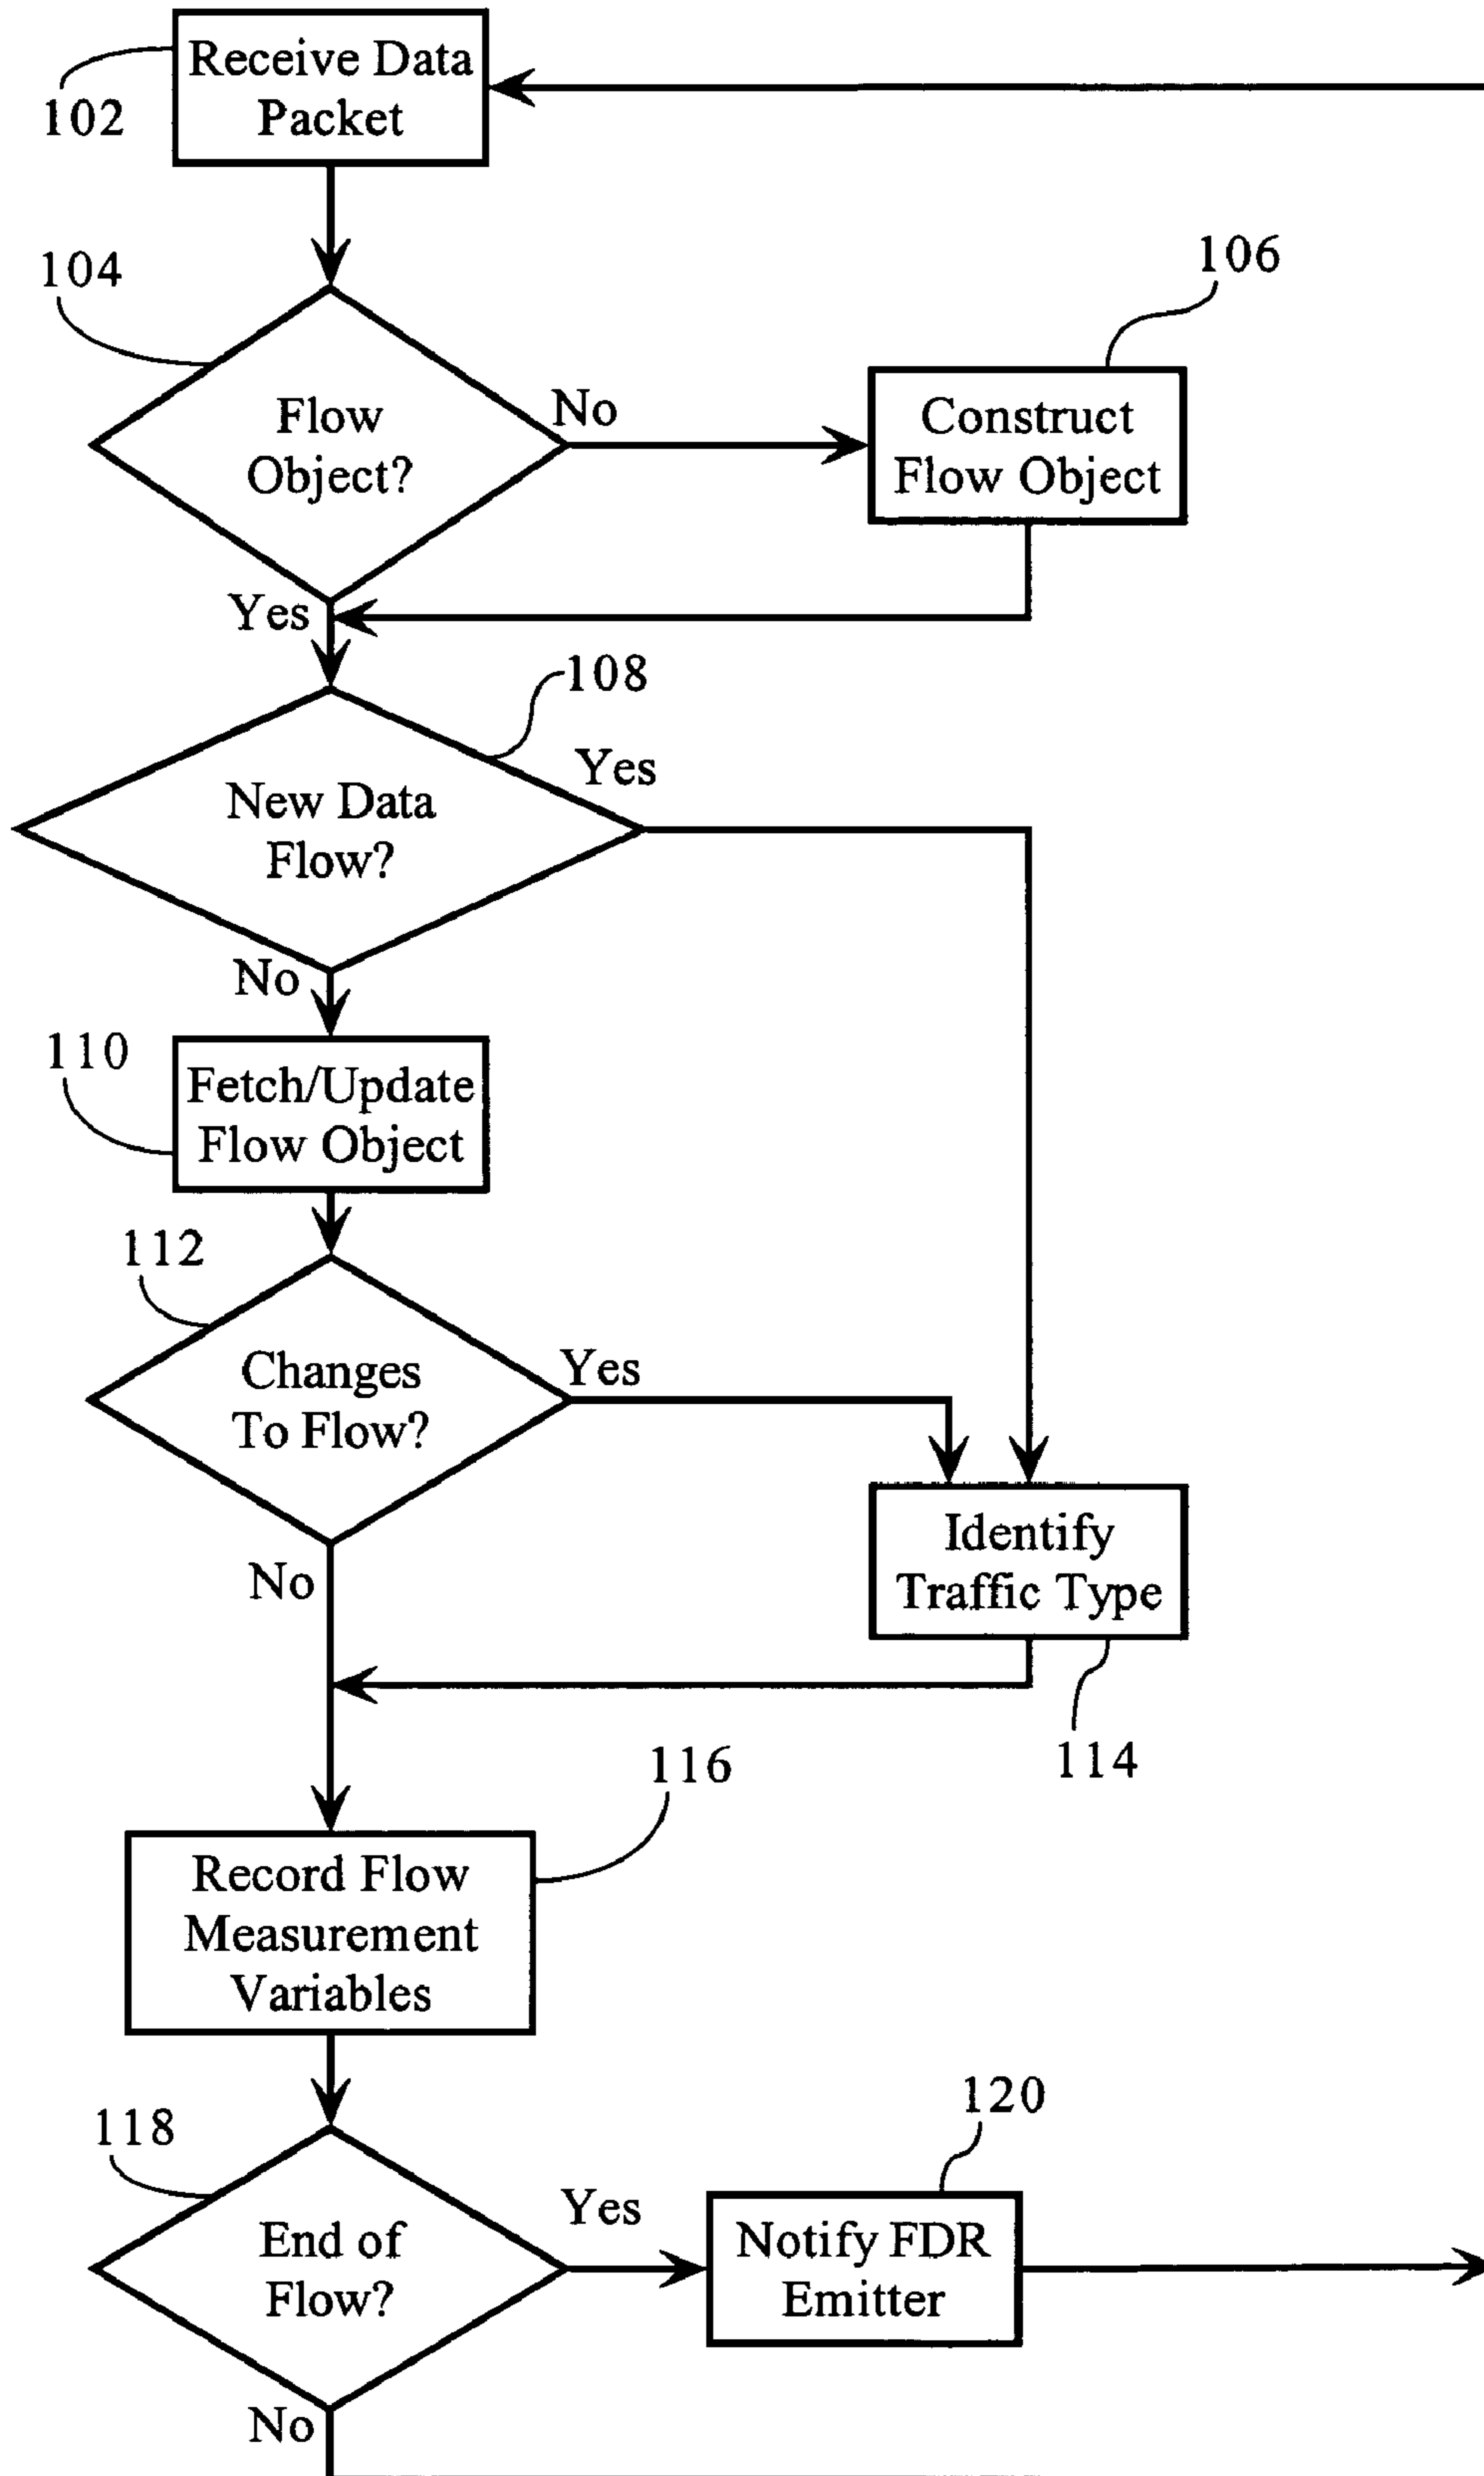 Receive Data
Packet
102
104
106
Flow
Object?
No
Construct
Flow Object
Yes
108
New Data
Flow?
Yes
No
110
Fetch/Update
Flow Object
112
Changes
To Flow?
Yes
No
Identify
Traffic Type
114
116
Record Flow
Measurement
Variables
118
120
End of
Flow?
Yes
Notify FDR
Emitter
No